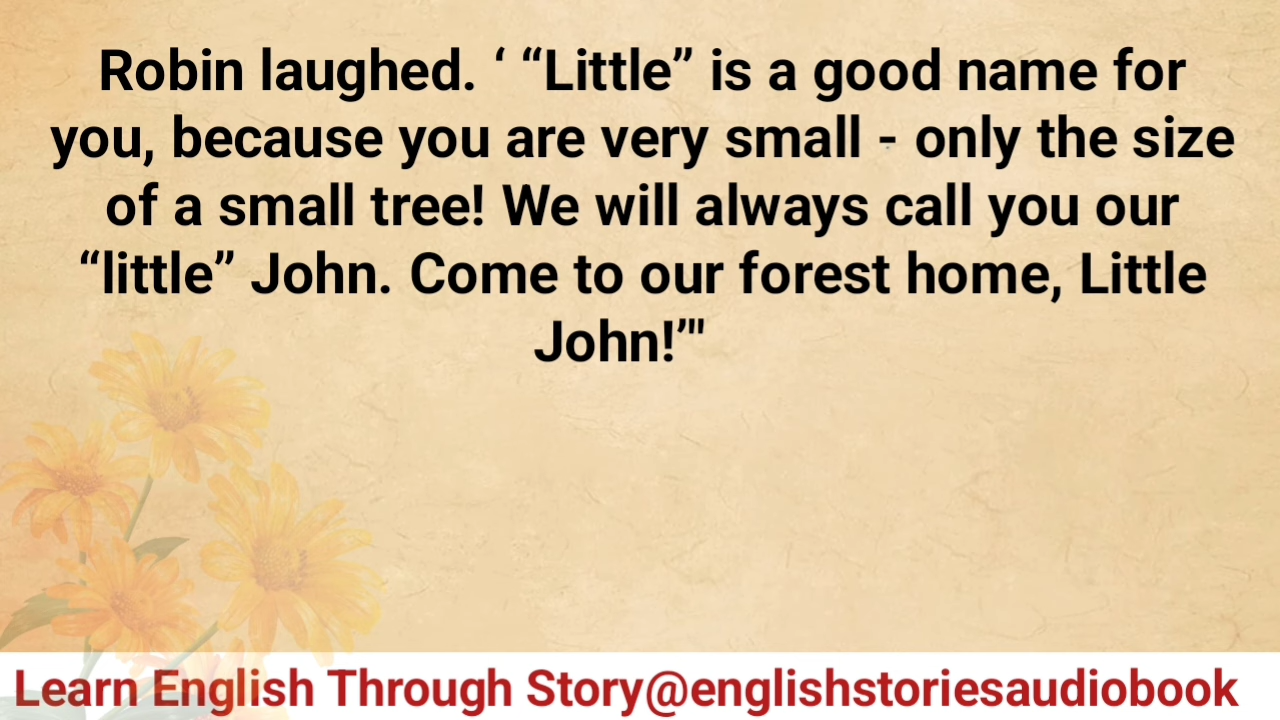 Robin laughed. ‘ “Little” is a good name for
you, because you are very small - only the size
of a small tree! We will always call you our
“little” John. Come to our forest home, Little
John!’"
Learn English Through Story@englishstoriesaudiobook